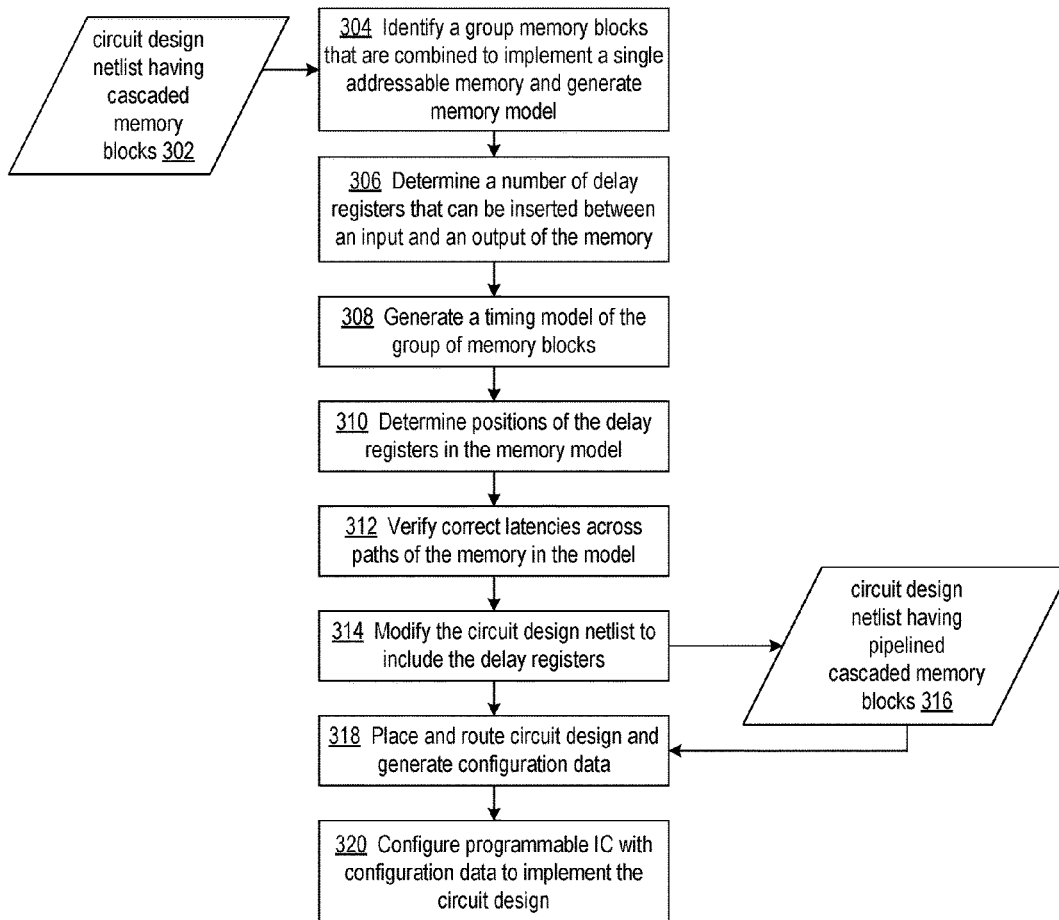 circuit design
netlist having
cascaded
memory
blocks 302
304 Identify a group memory blocks
that are combined to implement a single
addressable memory and generate
memory model
306 Determine a number of delay
registers that can be inserted between
an input and an output of the memory
308 Generate a timing model of the
group of memory blocks
310 Determine positions of the delay
registers in the memory model
312 Verify correct latencies across
paths of the memory in the model
314 Modify the circuit design netlist to
include the delay registers
circuit design
netlist having
pipelined
cascaded memory
blocks 316
318 Place and route circuit design and
generate configuration data
320 Configure programmable IC with
configuration data to implement the
circuit design